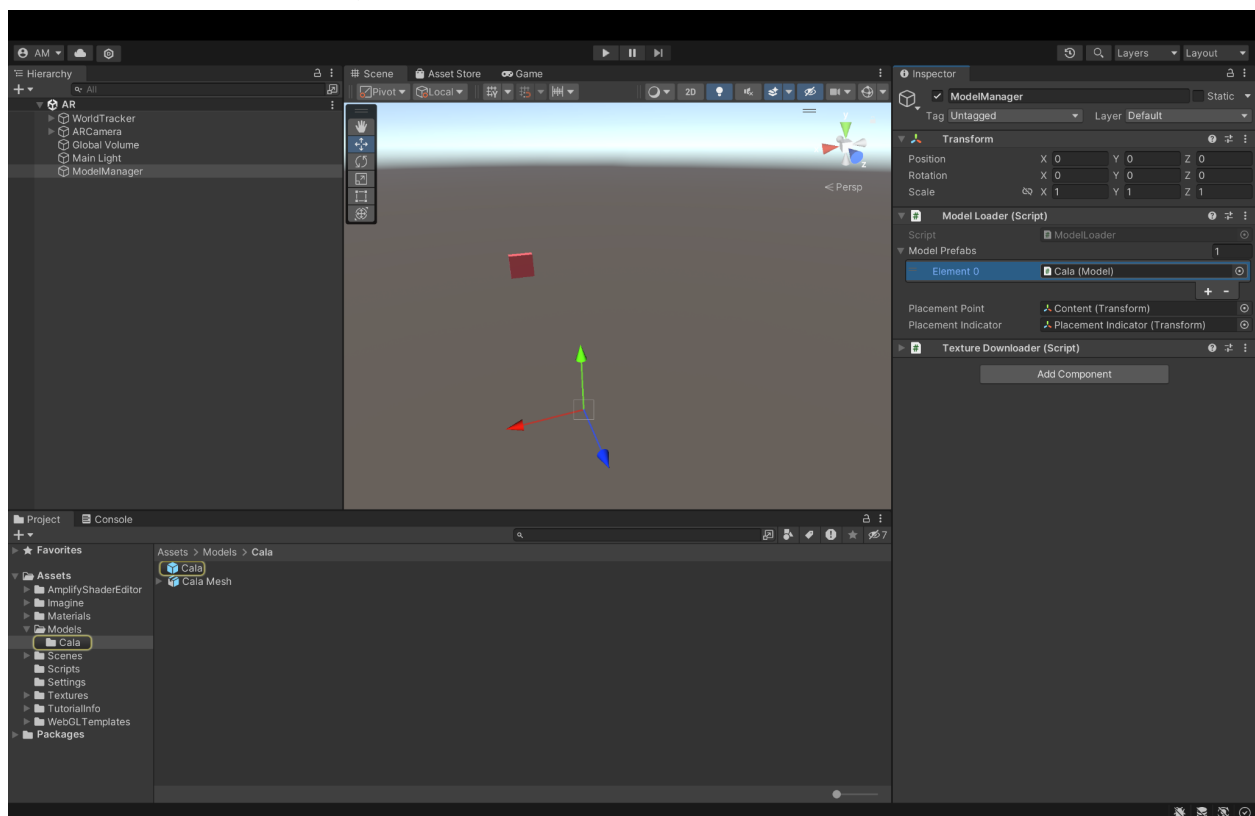 AM
Layers
Layout
Hierarchy
Scene
Asset Store
Game
Inspector
All
Pivot
Local
2D
ModelManager
Static
AR
Tag Untagged
Layer Default
WorldTracker
ARCamera
Global Volume
Main Light
ModelManager
y
z
Persp
Transform
Position X 0 Y 0 Z 0
Rotation X 0 Y 0 Z 0
Scale X 1 Y 1 Z 1
Model Loader (Script)
Script ModelLoader
Model Prefabs 1
Element 0 Cala (Model)
Placement Point Content (Transform)
Placement Indicator Placement Indicator (Transform)
Texture Downloader (Script)
Add Component
Project
Console
7
Favorites
Assets > Models > Cala
Cala
Cala Mesh
Assets
AmplifyShaderEditor
Imagine
Materials
Models
Cala
Scenes
Scripts
Settings
Textures
TutorialInfo
WebGLTemplates
Packages